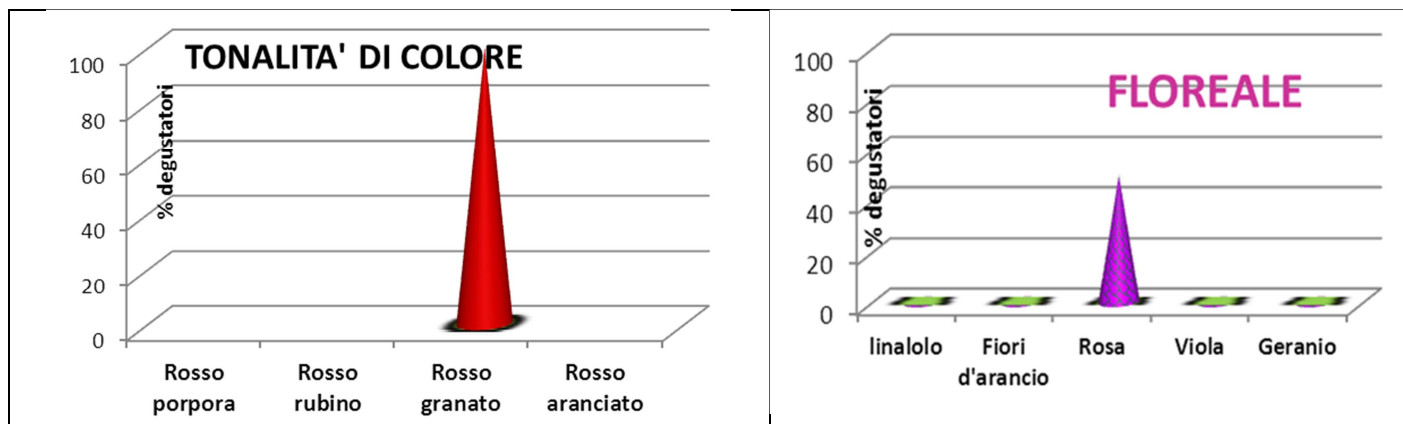 TONALITA' DI COLORE
% degustatori
100
80
60
40
20
0
Rosso porpora
Rosso rubino
Rosso granato
Rosso aranciato
FLOREALE
% degustatori
100
80
60
40
20
0
linalolo
Fiori d'arancio
Rosa
Viola
Geranio